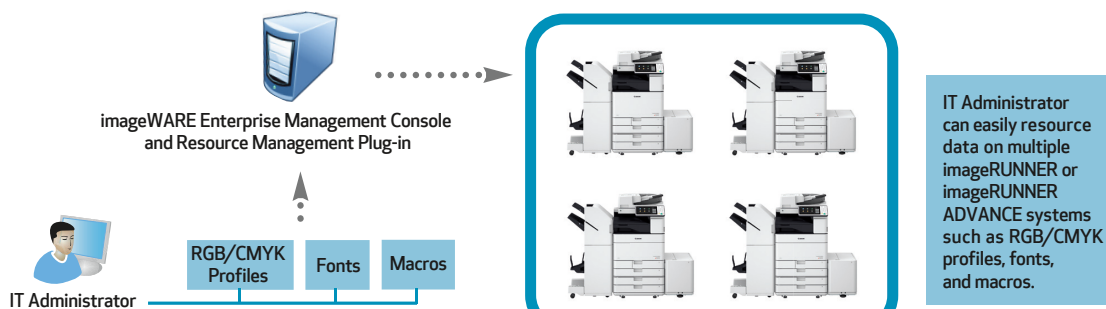 imageWARE Enterprise Management Console
and Resource Management Plug-in
RGB/CMYK
Profiles
Fonts
Macros
IT Administrator
IT Administrator
can easily resource
data on multiple
imageRUNNER or
imageRUNNER
ADVANCE systems
such as RGB/CMYK
profiles, fonts,
and macros.